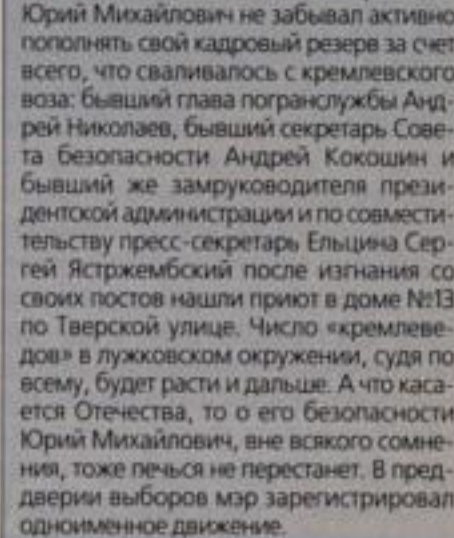 Юрий Михайлович не забывал активно
пополнять свой кадровый резерв за счет
всего, что сваливалось с кремлевского
воза: бывший глава погранслужбы Анд-
рей Николаев, бывший секретарь Сове-
та безопасности Андрей Кокошин и
бывший же замруководителя прези-
дентской администрации и по совмести-
тельству пресс-секретарь Ельцина Сер-
гей Ястржембский после изгнания со
своих постов нашли приют в доме №13
по Тверской улице. Число «кремлеве-
дов» в лужковском окружении, судя по
всему, будет расти и дальше. А что каса-
ется Отечества, то о его безопасности
Юрий Михайлович, вне всякого сомне-
ния, тоже печься не перестанет. В пред-
дверии выборов мэр зарегистрировал
одноименное движение.